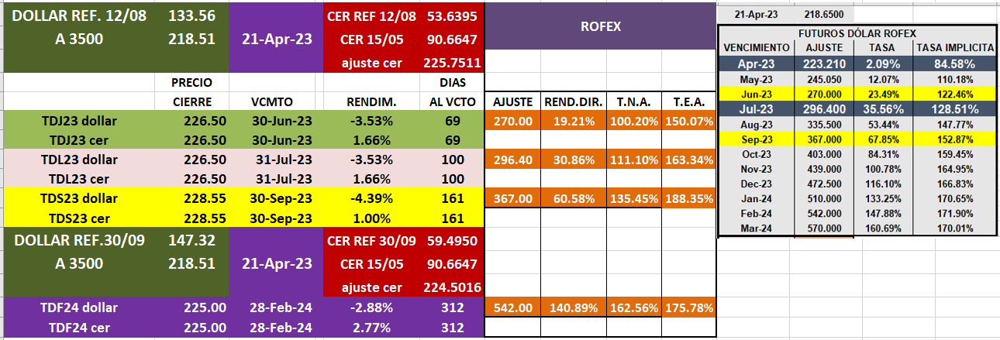 DOLLAR REF. 12/08 133.56 21-Apr-23 CER REF 12/08 53.6395 ROFEX
A 3500 218.51 CER 15/05 90.6647
ajuste cer 225.7511
PRECIO DIAS
CIERRE VCMTO RENDIM. AL VCTO AJUSTE REND.DIR. T.N.A. T.E.A.
TDJ23 dollar 226.50 30-Jun-23 -3.53% 69 270.00 19.21% 100.20% 150.07%
TDJ23 cer 226.50 30-Jun-23 1.66% 69
TDL23 dollar 226.50 31-Jul-23 -3.53% 100 296.40 30.86% 111.10% 163.34%
TDL23 cer 226.50 31-Jul-23 1.66% 100
TDS23 dollar 228.55 30-Sep-23 -4.39% 161 367.00 60.58% 135.45% 188.35%
TDS23 cer 228.55 30-Sep-23 1.00% 161
DOLLAR REF.30/09 147.32 21-Apr-23 CER REF 30/09 59.4950
A 3500 218.51 CER 15/05 90.6647
ajuste cer 224.5016
TDF24 dollar 225.00 28-Feb-24 -2.88% 312 542.00 140.89% 162.56% 175.78%
TDF24 cer 225.00 28-Feb-24 2.77% 312
21-Apr-23 218.6500
FUTUROS DÓLAR ROFEX
VENCIMIENTO AJUSTE TASA TASA IMPLICITA
Apr-23 223.210 2.09% 84.58%
May-23 245.050 12.07% 110.18%
Jun-23 270.000 23.49% 122.46%
Jul-23 296.400 35.56% 128.51%
Aug-23 335.500 53.44% 147.77%
Sep-23 367.000 67.85% 152.87%
Oct-23 403.000 84.31% 159.45%
Nov-23 439.000 100.78% 164.95%
Dec-23 472.500 116.10% 166.83%
Jan-24 510.000 133.25% 170.65%
Feb-24 542.000 147.88% 171.90%
Mar-24 570.000 160.69% 170.01%